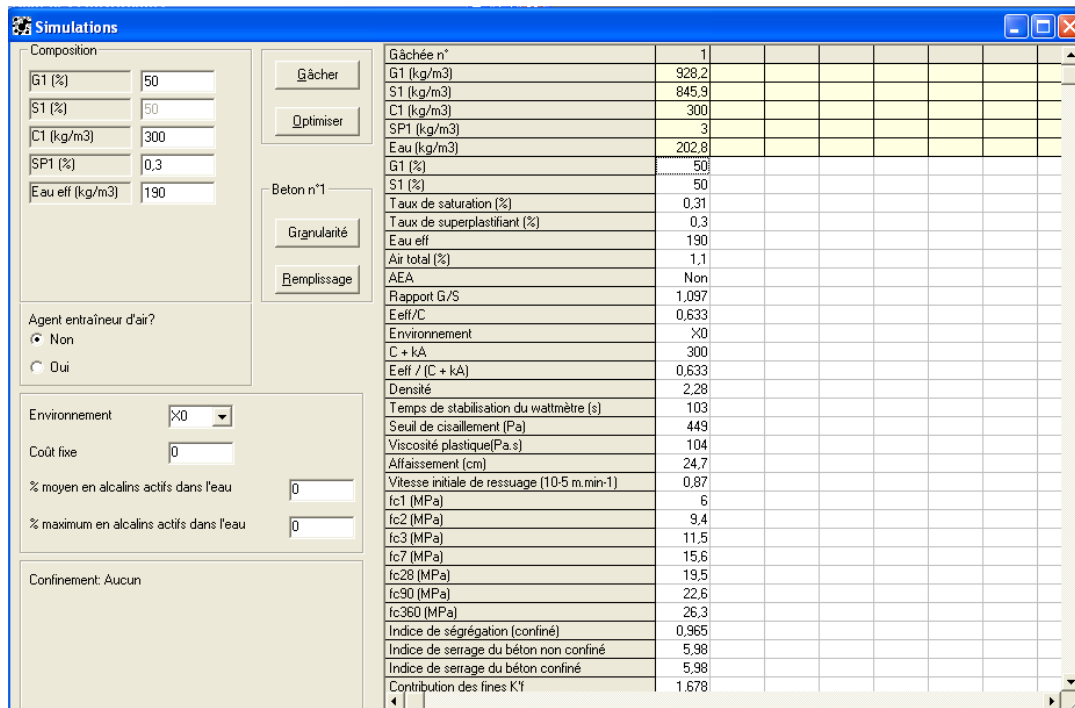 Simulations
Composition
G1 (%) 50
S1 (%) 50
C1 (kg/m3) 300
SP1 (%) 0,3
Eau eff (kg/m3) 190
Gâcher
Optimiser
Beton n°1
Granularité
Remplissage
Agent entraîneur d'air?
Non
Oui
Environnement X0
Coût fixe 0
% moyen en alcalins actifs dans l'eau 0
% maximum en alcalins actifs dans l'eau 0
Confinement: Aucun
Gâchée n° 1
G1 (kg/m3) 928,2
S1 (kg/m3) 845,9
C1 (kg/m3) 300
SP1 (kg/m3) 3
Eau (kg/m3) 202,8
G1 (%) 50
S1 (%) 50
Taux de saturation (%) 0,31
Taux de superplastifiant (%) 0,3
Eau eff 190
Air total (%) 1,1
AEA Non
Rapport G/S 1,097
Eeff/C 0,633
Environnement X0
C + kA 300
Eeff / (C + kA) 0,633
Densité 2,28
Temps de stabilisation du wattmètre (s) 103
Seuil de cisaillement (Pa) 449
Viscosité plastique(Pa.s) 104
Affaissement (cm) 24,7
Vitesse initiale de ressuage (10-5 m.min-1) 0,87
fc1 (MPa) 6
fc2 (MPa) 9,4
fc3 (MPa) 11,5
fc7 (MPa) 15,6
fc28 (MPa) 19,5
fc90 (MPa) 22,6
fc360 (MPa) 26,3
Indice de ségrégation (confiné) 0,965
Indice de serrage du béton non confiné 5,98
Indice de serrage du béton confiné 5,98
Contribution des fines K'f 1,678